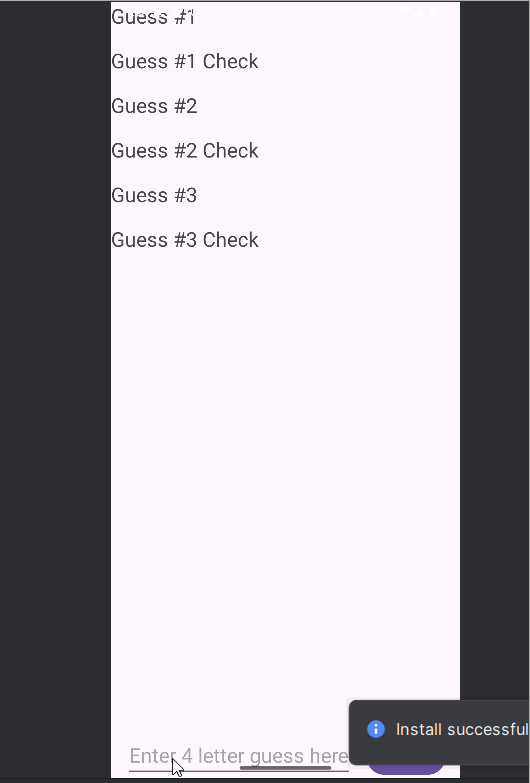 Guess #1
Guess #1 Check
Guess #2
Guess #2 Check
Guess #3
Guess #3 Check
Install successful
Enter 4 letter guess here